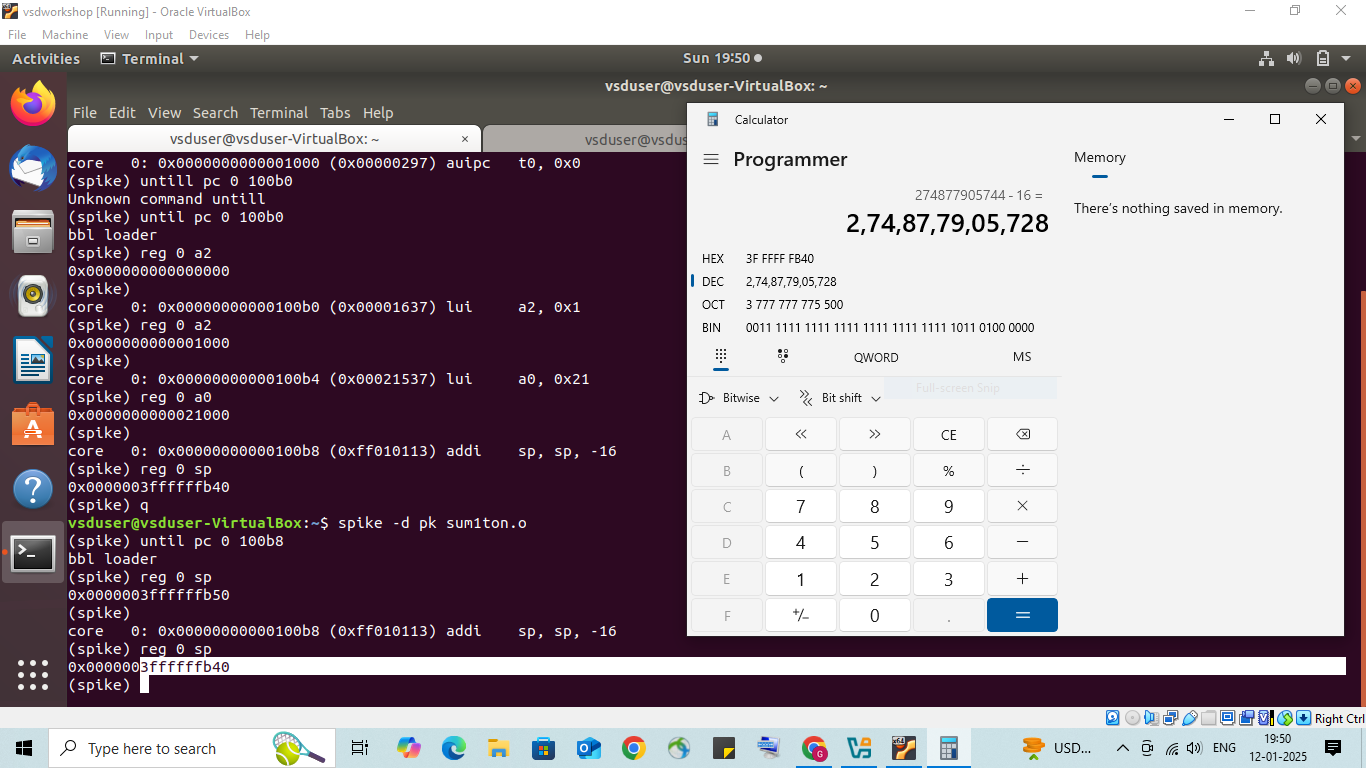 vsdworkshop [Running] - Oracle VirtualBox
File Machine View Input Devices Help
Activities Terminal Sun 19:50
vsduser@vsduser-VirtualBox: ~
File Edit View Search Terminal Tabs Help
vsduser@vsduser-VirtualBox: ~ × vsduser@vsdus
core   0: 0x0000000000001000 (0x00000297) auipc   t0, 0x0
(spike) untill pc 0 100b0
Unknown command untill
(spike) until pc 0 100b0
bbl loader
(spike) reg 0 a2
0x0000000000000000
(spike)
core   0: 0x00000000000100b0 (0x00001637) lui     a2, 0x1
(spike) reg 0 a2
0x0000000000001000
(spike)
core   0: 0x00000000000100b4 (0x00021537) lui     a0, 0x21
(spike) reg 0 a0
0x0000000000021000
(spike)
core   0: 0x00000000000100b8 (0xff010113) addi    sp, sp, -16
(spike) reg 0 sp
0x0000003ffffffb40
(spike) q
vsduser@vsduser-VirtualBox:~$ spike -d pk sum1ton.o
(spike) until pc 0 100b8
bbl loader
(spike) reg 0 sp
0x0000003ffffffb50
(spike)
core   0: 0x00000000000100b8 (0xff010113) addi    sp, sp, -16
(spike) reg 0 sp
0x0000003ffffffb40
(spike)
Calculator
Programmer
274877905744 - 16 =
2,74,87,79,05,728
HEX 3F FFFF FB40
DEC 2,74,87,79,05,728
OCT 3 777 777 775 500
BIN 0011 1111 1111 1111 1111 1111 1111 1011 0100 0000
QWORD MS
Full-screen Snip
Bitwise Bit shift
A << >> CE
B ( ) % ÷
C 7 8 9 ×
D 4 5 6 −
E 1 2 3 +
F +/− 0 . =
Memory
There's nothing saved in memory.
Right Ctrl
Type here to search
USD... ENG 19:50
12-01-2025